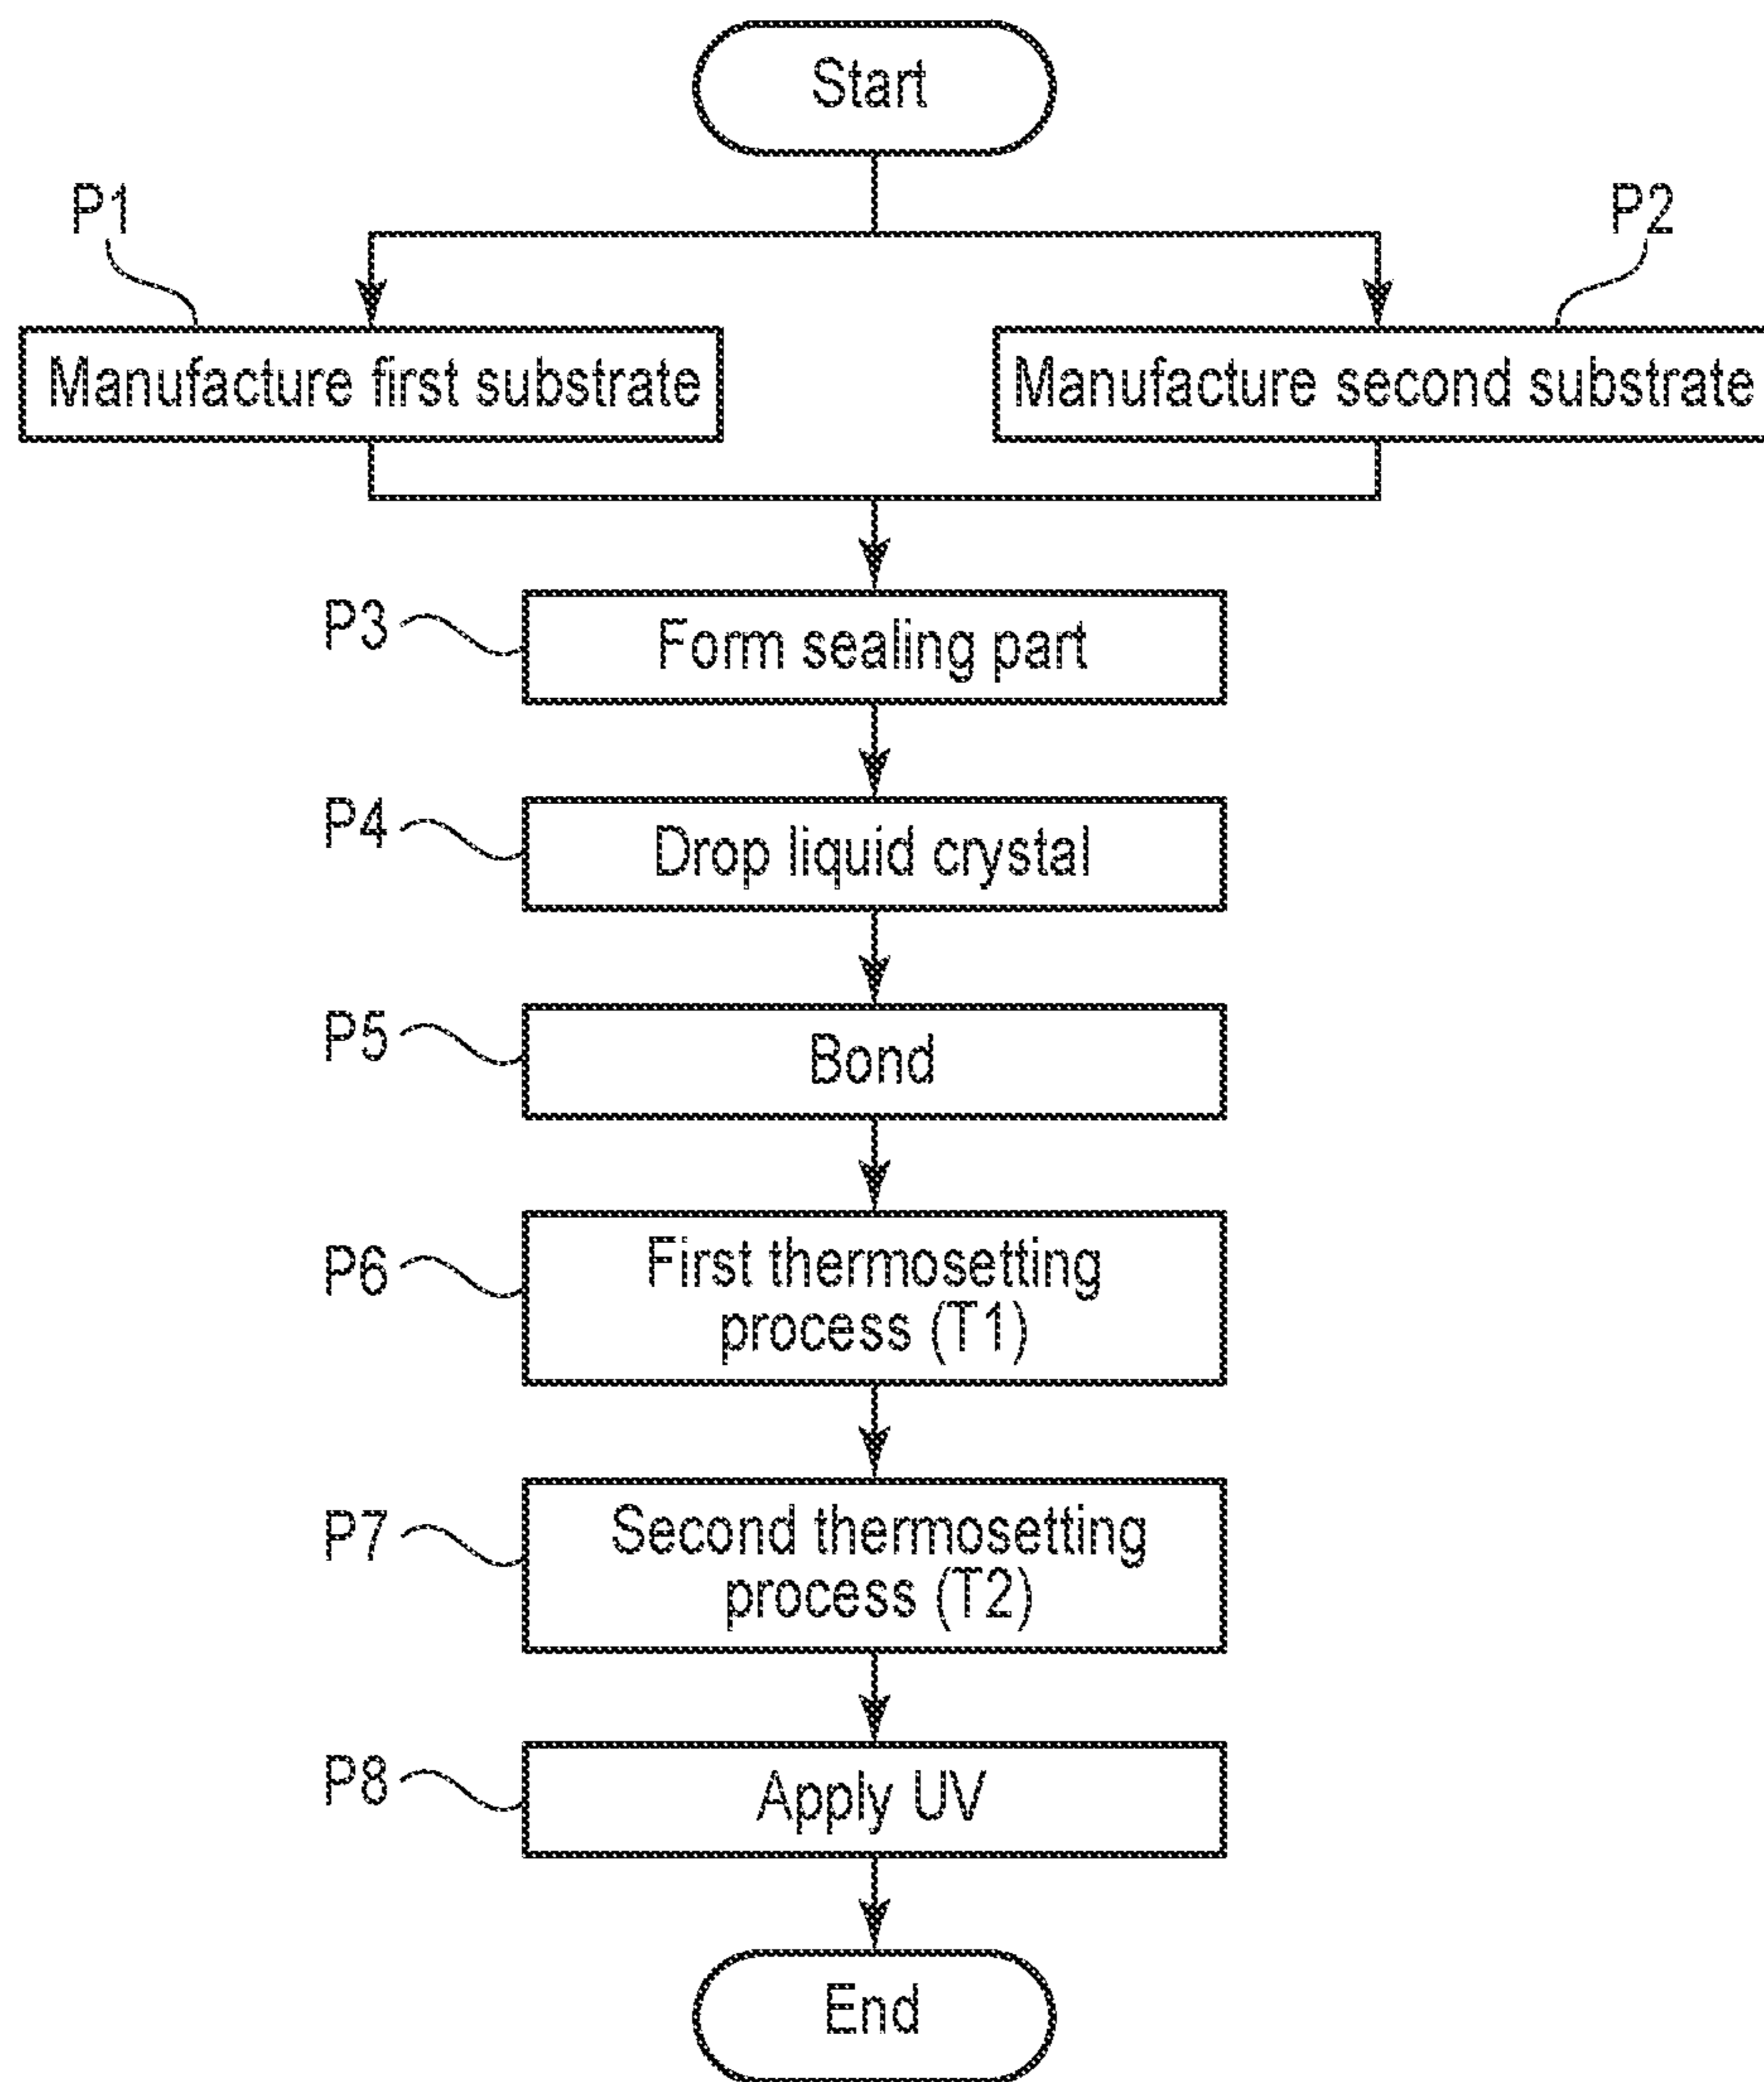 Start
P1
P2
Manufacture first substrate
Manufacture second substrate
P3
Form sealing part
P4
Drop liquid crystal
P5
Bond
P6
First thermosetting
process (T1)
P7
Second thermosetting
process (T2)
P8
Apply UV
End